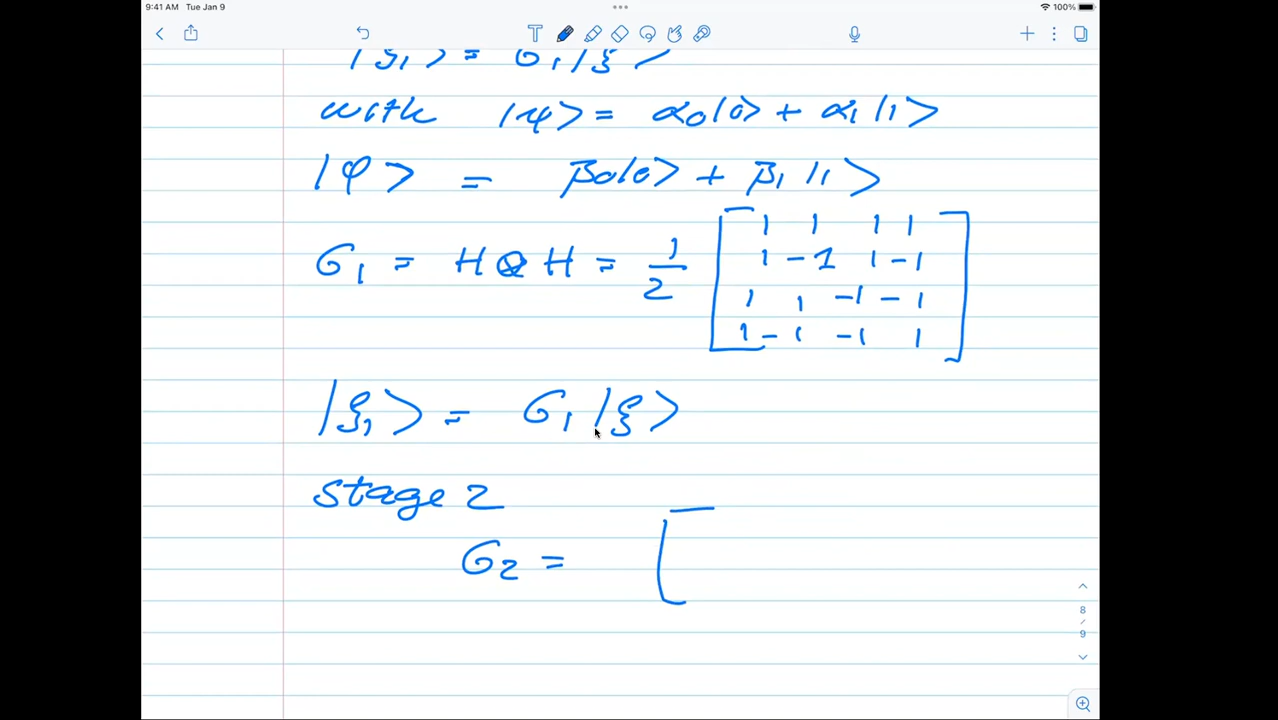 9:41 AM Tue Jan 9
100%
|ξ₁> = G₁|ξ>
with |ψ> = α₀|0> + α₁|1>
|φ> = β₀|0> + β₁|1>
G₁ = H⊗H = 1/2 [
1 1 1 1
1 -1 1 -1
1 1 -1 -1
1 -1 -1 1
]
|ξ₁> = G₁|ξ>
Stage 2
G₂ = [
8
/
9